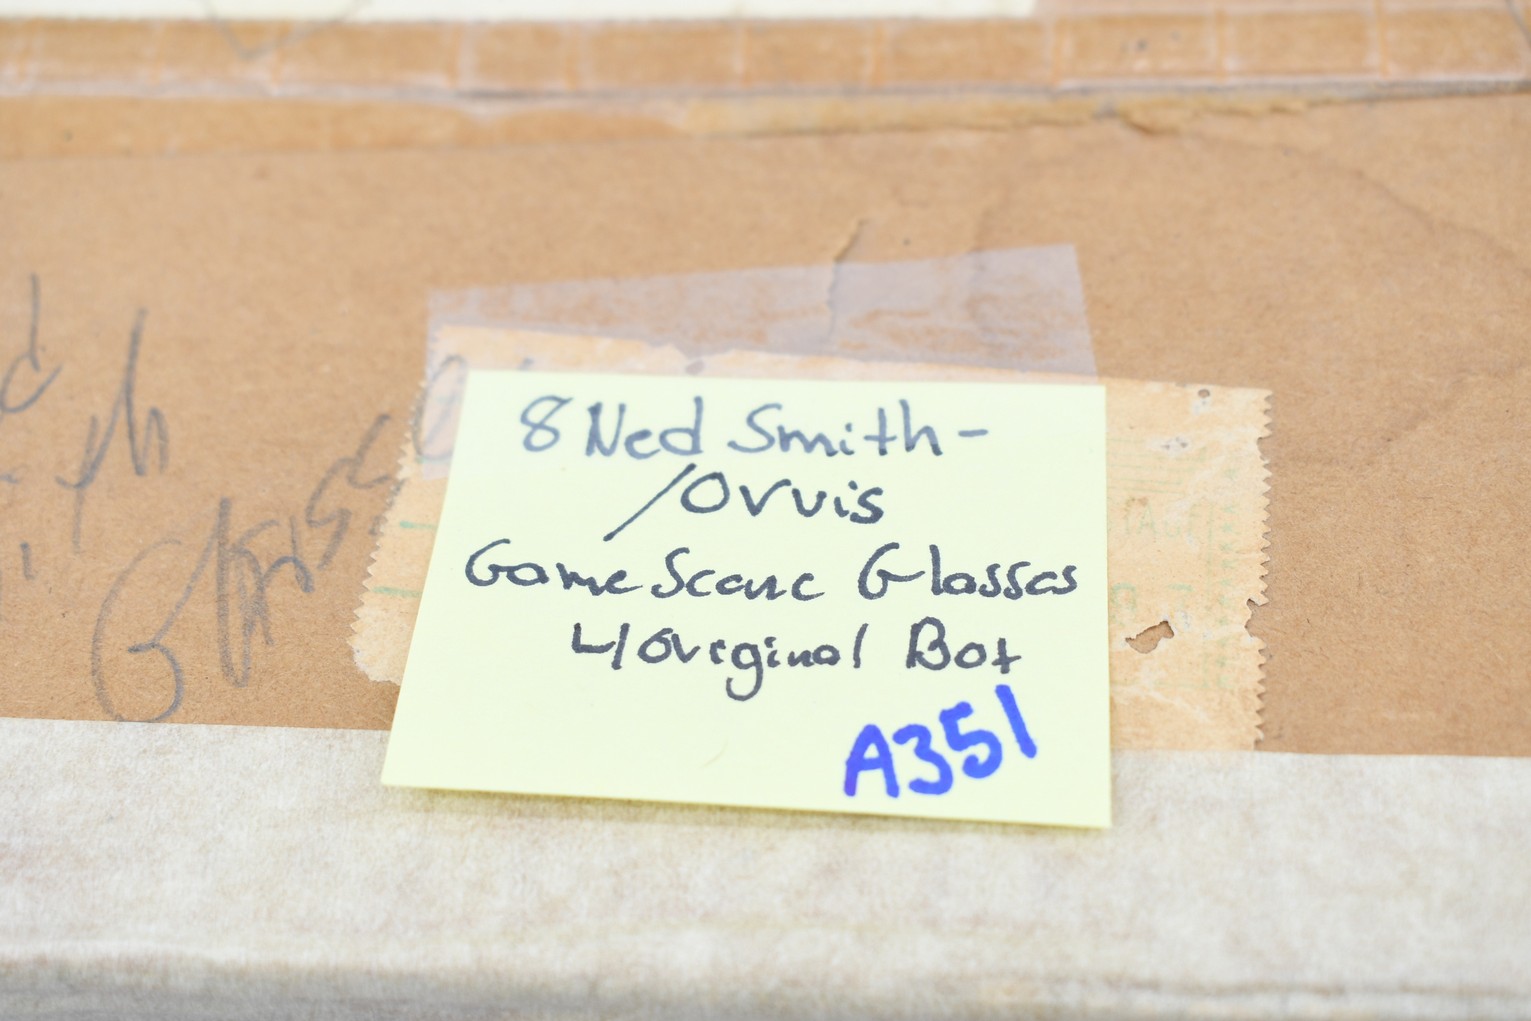 8 Ned Smith-
/Orvis
Game Scene Glasses
w/ Original Box
A351